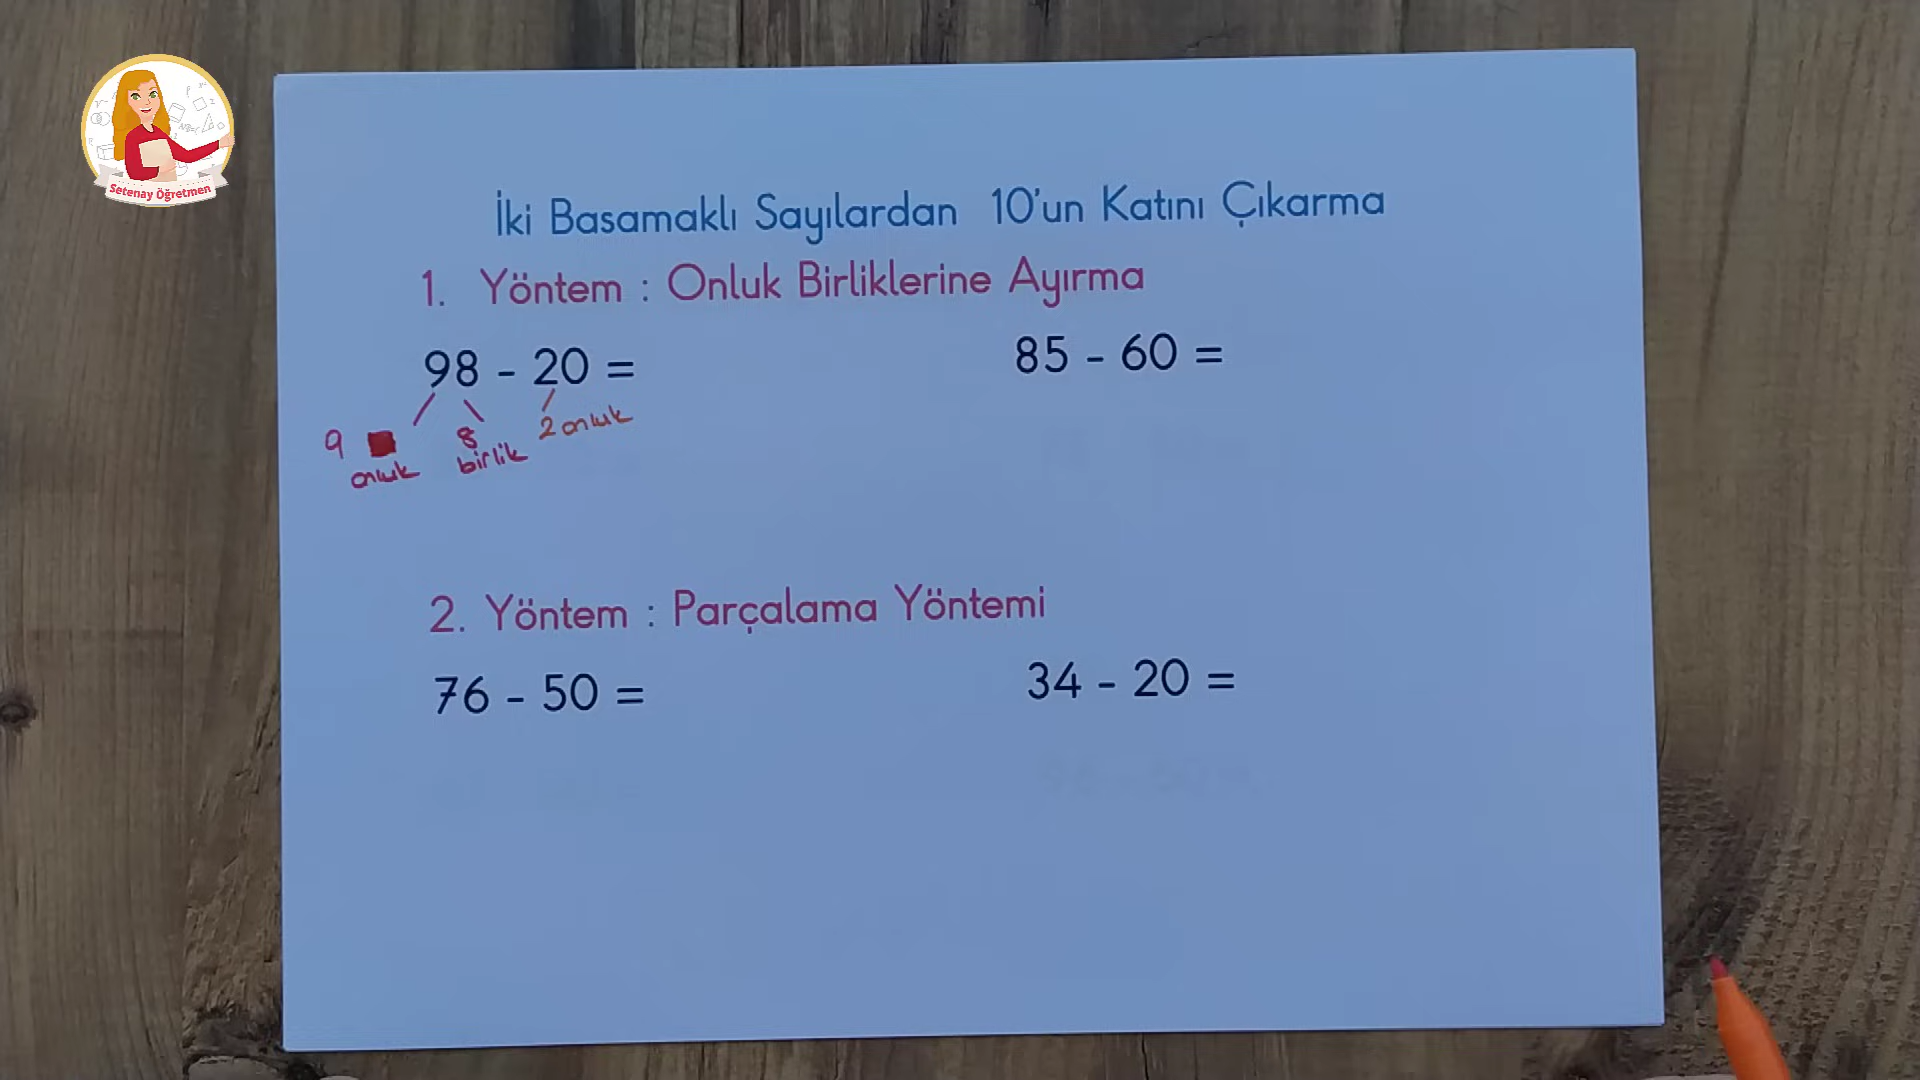 Setenay Öğretmen
İki Basamaklı Sayılardan 10'un Katını Çıkarma
1. Yöntem : Onluk Birliklerine Ayırma
98 - 20 =
85 - 60 =
9
onluk
8
birlik
2 onluk
2. Yöntem : Parçalama Yöntemi
76 - 50 =
34 - 20 =